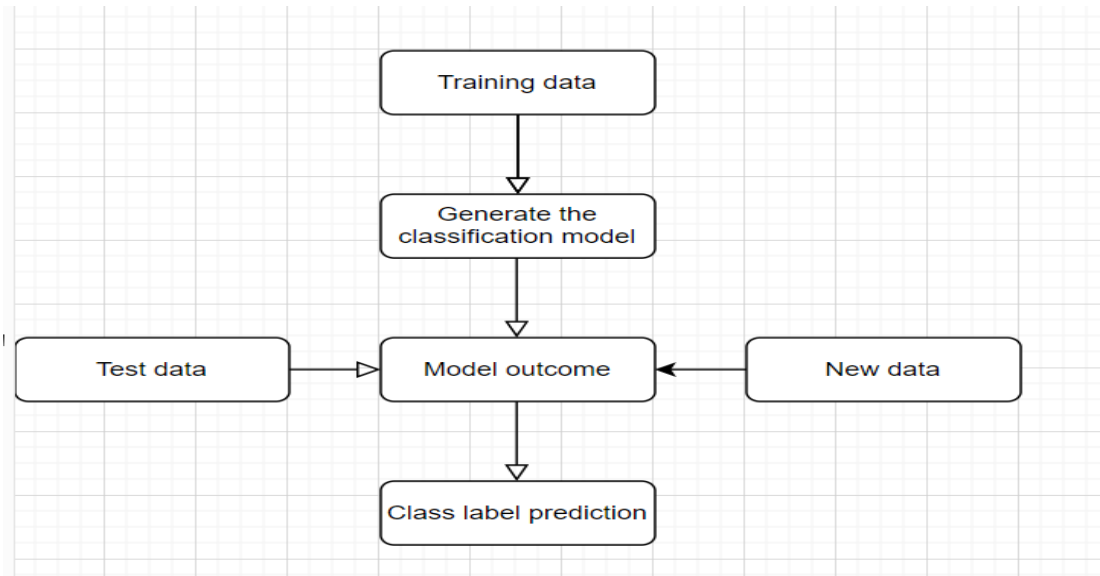 Training data
Generate the
classification model
Test data
Model outcome
New data
Class label prediction